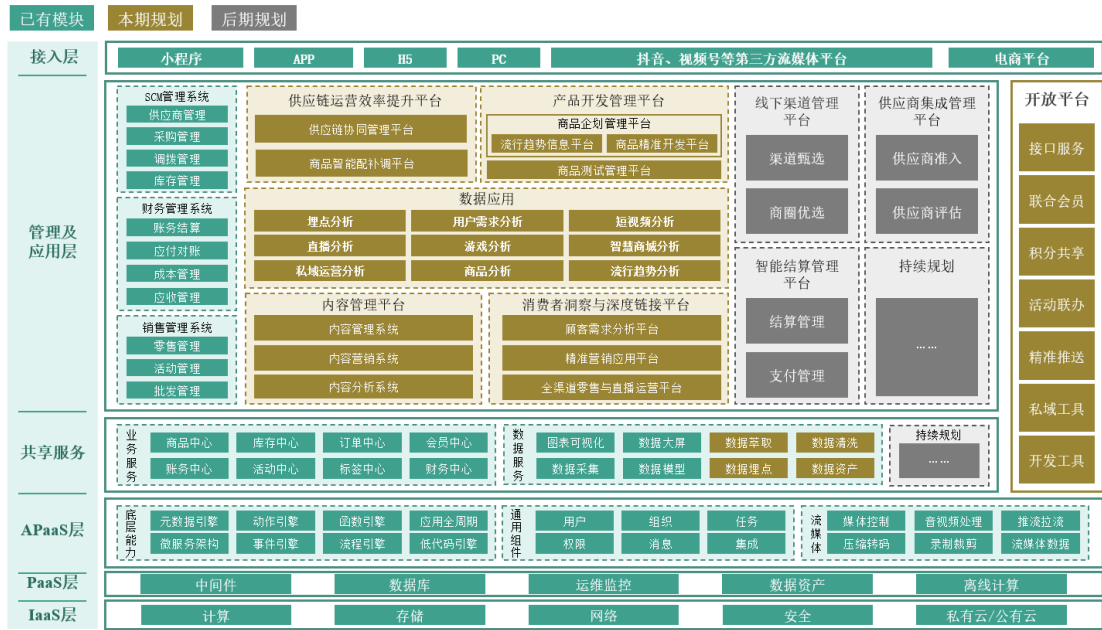 已有模块
本期规划
后期规划
接入层
小程序
APP
H5
PC
抖音、视频号等第三方流媒体平台
电商平台
管理及
应用层
SCM管理系统
供应商管理
采购管理
调拨管理
库存管理
财务管理系统
账务结算
应付对账
成本管理
应收管理
销售管理系统
零售管理
活动管理
批发管理
供应链运营效率提升平台
供应链协同管理平台
商品智能配补调平台
产品开发管理平台
商品企划管理平台
流行趋势信息平台
商品精准开发平台
商品测试管理平台
数据应用
埋点分析
用户需求分析
短视频分析
直播分析
游戏分析
智慧商城分析
私域运营分析
商品分析
流行趋势分析
内容管理平台
内容管理系统
内容营销系统
内容分析系统
消费者洞察与深度链接平台
顾客需求分析平台
精准营销应用平台
全渠道零售与直播运营平台
线下渠道管理
平台
渠道甄选
商圈优选
供应商集成管理
平台
供应商准入
供应商评估
智能结算管理
平台
结算管理
支付管理
持续规划
……
开放平台
接口服务
联合会员
积分共享
活动联办
精准推送
私域工具
开发工具
共享服务
业务服务
商品中心
库存中心
订单中心
会员中心
账务中心
活动中心
标签中心
财务中心
数据服务
图表可视化
数据大屏
数据萃取
数据清洗
数据采集
数据模型
数据埋点
数据资产
持续规划
……
APaaS层
底层能力
元数据引擎
动作引擎
函数引擎
应用全周期
微服务架构
事件引擎
流程引擎
低代码引擎
通用组件
用户
组织
任务
权限
消息
集成
流媒体
媒体控制
音视频处理
推流拉流
压缩转码
录制裁剪
流媒体数据
PaaS层
中间件
数据库
运维监控
数据资产
离线计算
IaaS层
计算
存储
网络
安全
私有云/公有云